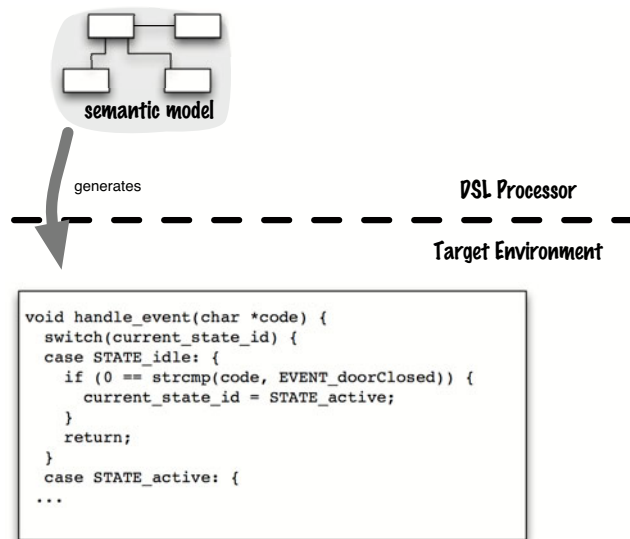 semantic model
generates
DSL Processor
Target Environment
void handle_event(char *code) {
  switch(current_state_id) {
  case STATE_idle: {
    if (0 == strcmp(code, EVENT_doorClosed)) {
      current_state_id = STATE_active;
    }
    return;
  }
  case STATE_active: {
 ...